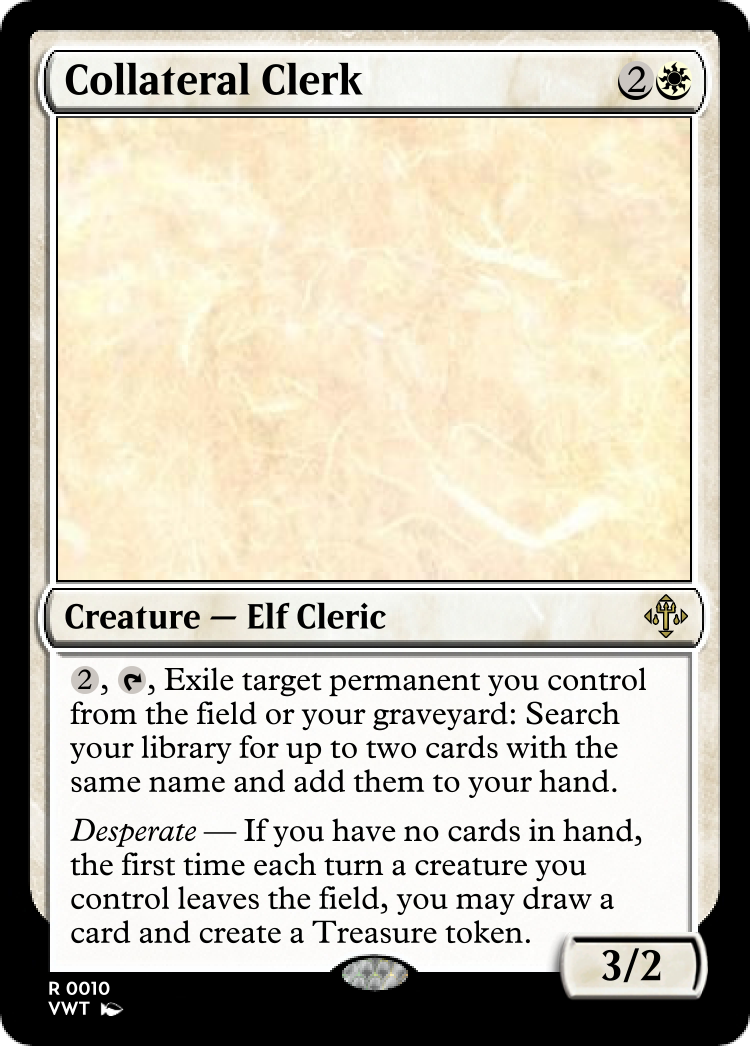 Collateral Clerk 2
Creature — Elf Cleric
2, , Exile target permanent you control
from the field or your graveyard: Search
your library for up to two cards with the
same name and add them to your hand.
Desperate — If you have no cards in hand,
the first time each turn a creature you
control leaves the field, you may draw a
card and create a Treasure token.
3/2
R 0010
VWT